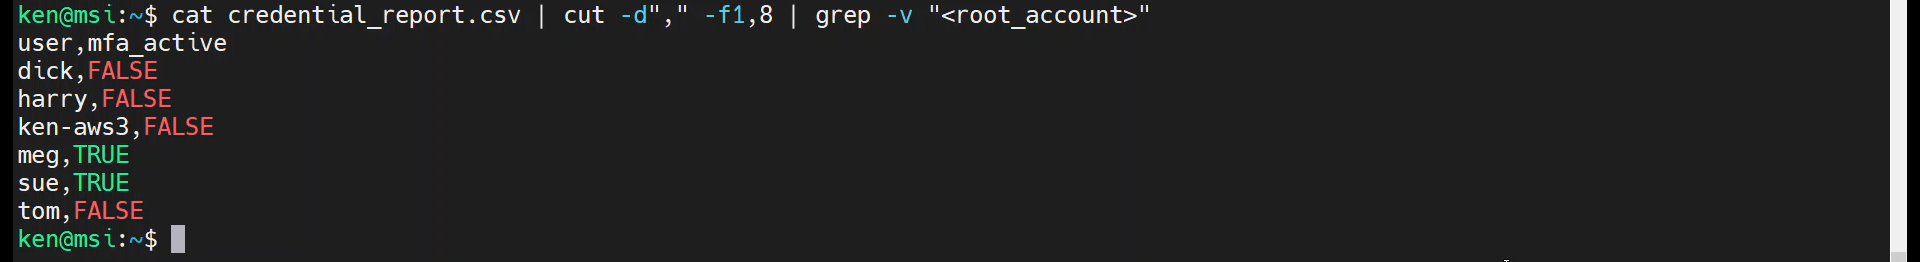 ken@msi:~$ cat credential_report.csv | cut -d"," -f1,8 | grep -v "<root_account>"
user,mfa_active
dick,FALSE
harry,FALSE
ken-aws3,FALSE
meg,TRUE
sue,TRUE
tom,FALSE
ken@msi:~$